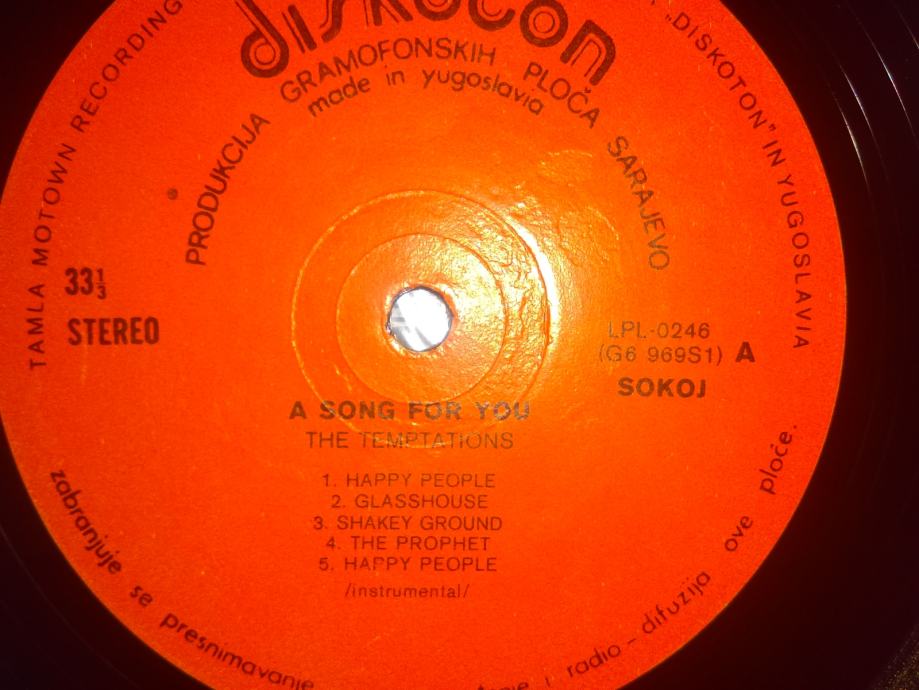 diskoton
PRODUKCIJA GRAMOFONSKIH PLOČA SARAJEVO
made in yugoslavia
TAMLA MOTOWN RECORDING
"DISKOTON" IN YUGOSLAVIA
33 1/3
STEREO
LPL-0246
(G6 969S1) A
SOKOJ
A SONG FOR YOU
THE TEMPTATIONS
1. HAPPY PEOPLE
2. GLASSHOUSE
3. SHAKEY GROUND
4. THE PROPHET
5. HAPPY PEOPLE
/instrumental/
zabranjuje se presnimavanje
i radio-difuzija ove ploče.